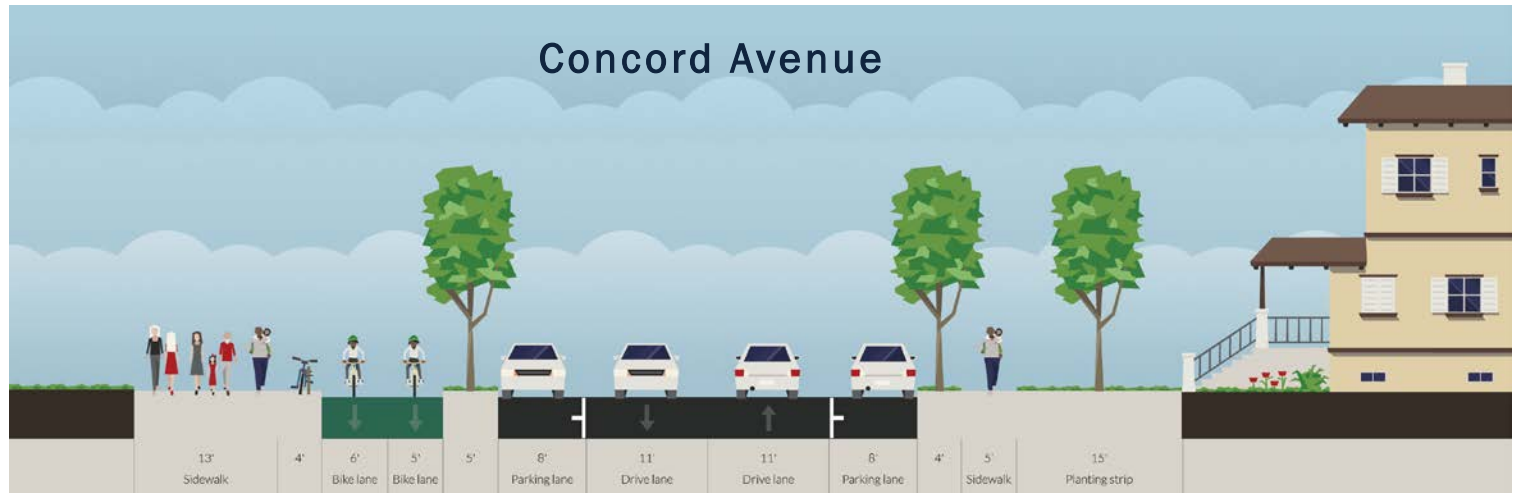 Concord Avenue
13' 4' 6' 5' 5' 8' 11' 11' 8' 4' 5' 15'
Sidewalk Bike lane Bike lane Parking lane Drive lane Drive lane Parking lane Sidewalk Planting strip